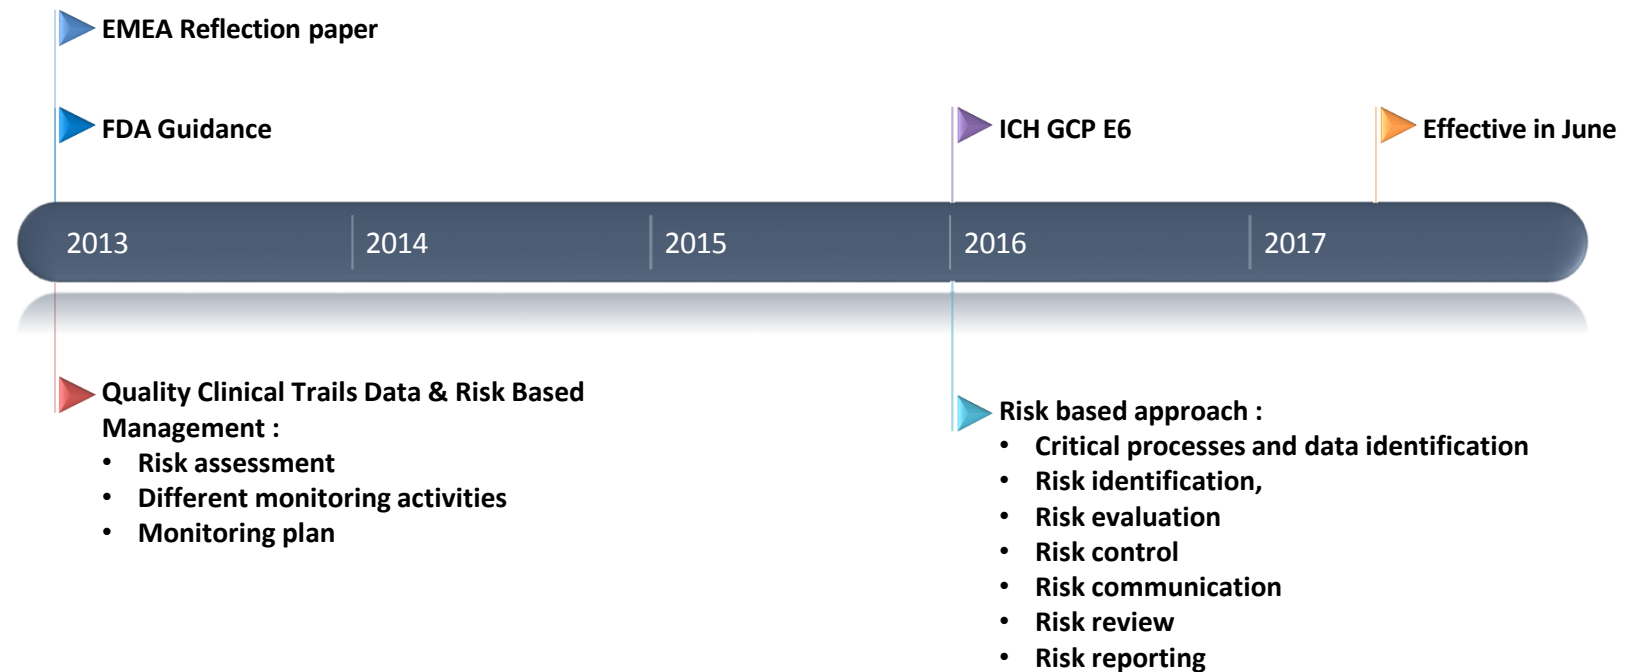 EMEA Reflection paper
FDA Guidance
ICH GCP E6
Effective in June
2013
2014
2015
2016
2017
Quality Clinical Trails Data & Risk Based
Management :
• Risk assessment
• Different monitoring activities
• Monitoring plan
Risk based approach :
• Critical processes and data identification
• Risk identification,
• Risk evaluation
• Risk control
• Risk communication
• Risk review
• Risk reporting